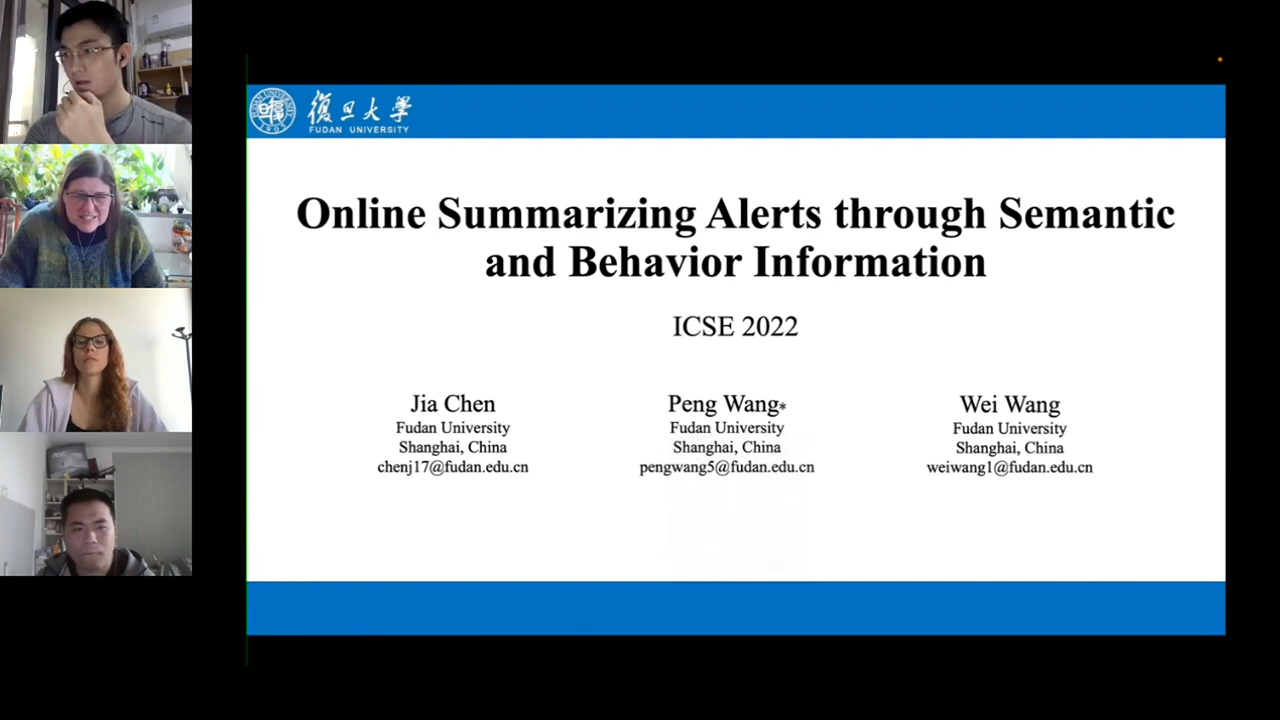 復旦大學
FUDAN UNIVERSITY
Online Summarizing Alerts through Semantic
and Behavior Information
ICSE 2022
Jia Chen
Fudan University
Shanghai, China
chenj17@fudan.edu.cn
Peng Wang*
Fudan University
Shanghai, China
pengwang5@fudan.edu.cn
Wei Wang
Fudan University
Shanghai, China
weiwang1@fudan.edu.cn